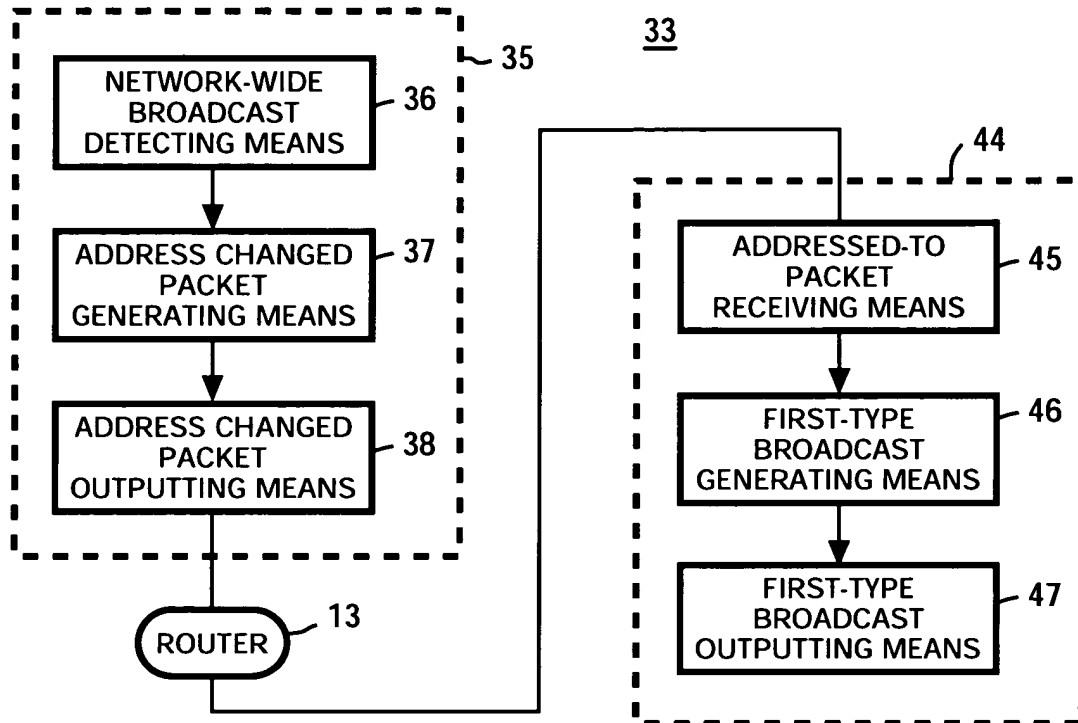 33
35
NETWORK-WIDE
BROADCAST
DETECTING MEANS
36
ADDRESS CHANGED
PACKET
GENERATING MEANS
37
ADDRESS CHANGED
PACKET
OUTPUTTING MEANS
38
ROUTER
13
44
ADDRESSED-TO
PACKET
RECEIVING MEANS
45
FIRST-TYPE
BROADCAST
GENERATING MEANS
46
FIRST-TYPE
BROADCAST
OUTPUTTING MEANS
47